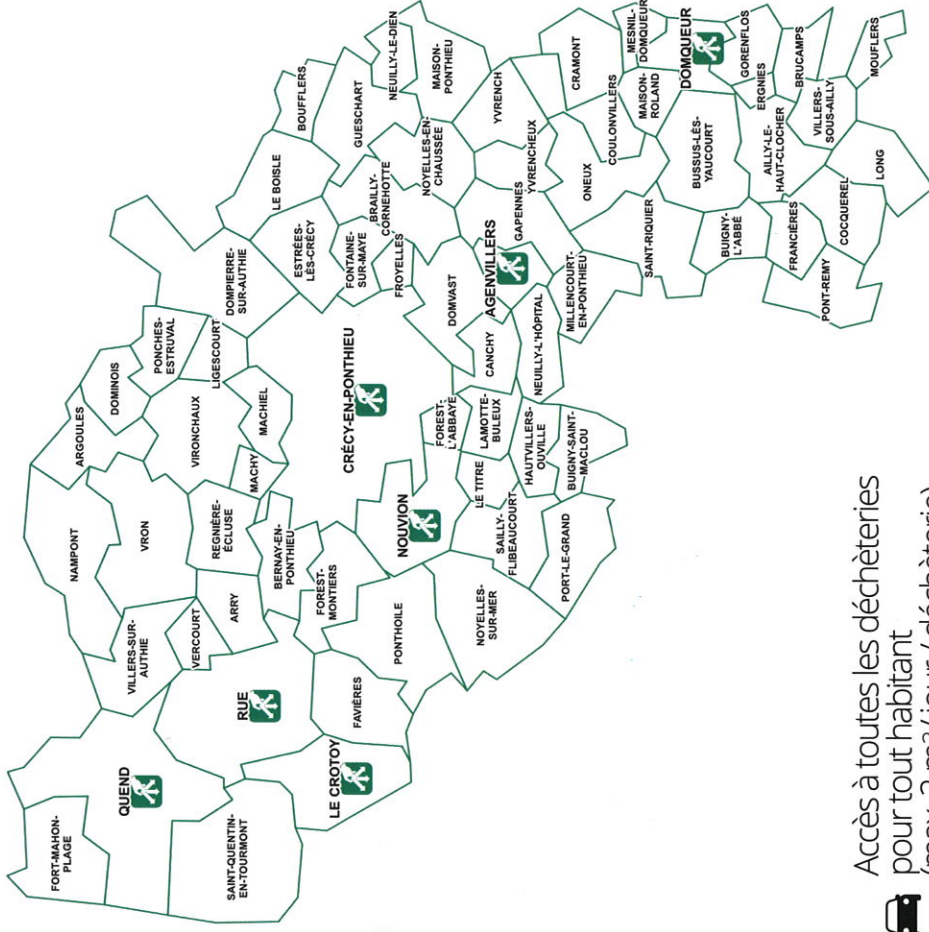 FORT-MAHON-
PLAGE
QUEND
SAINT-QUENTIN-
EN-TOURMONT
NAMPONT
ARGOULES
DOMINOIS
VRON
VILLERS-SUR-
AUTHIE
VERCOURT
PONCHES-
ESTRUVAL
VIRONCHAUX
LIGESCOURT
DOMPIERRE-
SUR-AUTHIE
REGNIÈRE-
ÉCLUSE
MACHY
MACHIEL
ARRY
RUE
BERNAY-EN-
PONTHIEU
LE CROTOY
FAVIÈRES
FOREST-
MONTIERS
PONTHOILE
CRÉCY-EN-PONTHIEU
LE BOISLE
BOUFFLERS
ESTRÉES-
LÈS-CRÉCY
GUESCHART
NEUILLY-LE-DIEN
FONTAINE-
SUR-MAYE
BRAILLY-
CORNEHOTTE
MAISON-
PONTHIEU
FROYELLES
NOYELLES-EN-
CHAUSSÉE
NOUVION
FOREST-
L'ABBAYE
DOMVAST
CANCHY
AGENVILLERS
GAPENNES
YVRENCH
YVRENCHEUX
NOYELLES-
SUR-MER
SAILLY-
FLIBEAUCOURT
LE TITRE
LAMOTTE-
BULEUX
NEUILLY-L'HÔPITAL
MILLENCOURT-
EN-PONTHIEU
HAUTVILLERS-
OUVILLE
PORT-LE-GRAND
BUIGNY-SAINT-
MACLOU
ONEUX
CRAMONT
COULONVILLERS
MESNIL-
DOMQUEUR
MAISON-
ROLAND
DOMQUEUR
SAINT-RIQUIER
BUSSUS-LÈS-
YAUCOURT
GORENFLOS
ERGNIES
BUIGNY-
L'ABBÉ
AILLY-LE-
HAUT-CLOCHER
BRUCAMPS
FRANCIÈRES
VILLERS-
SOUS-AILLY
MOUFLERS
PONT-REMY
COCQUEREL
LONG
Accès à toutes les déchèteries
pour tout habitant
m³/jour / déchèterie)